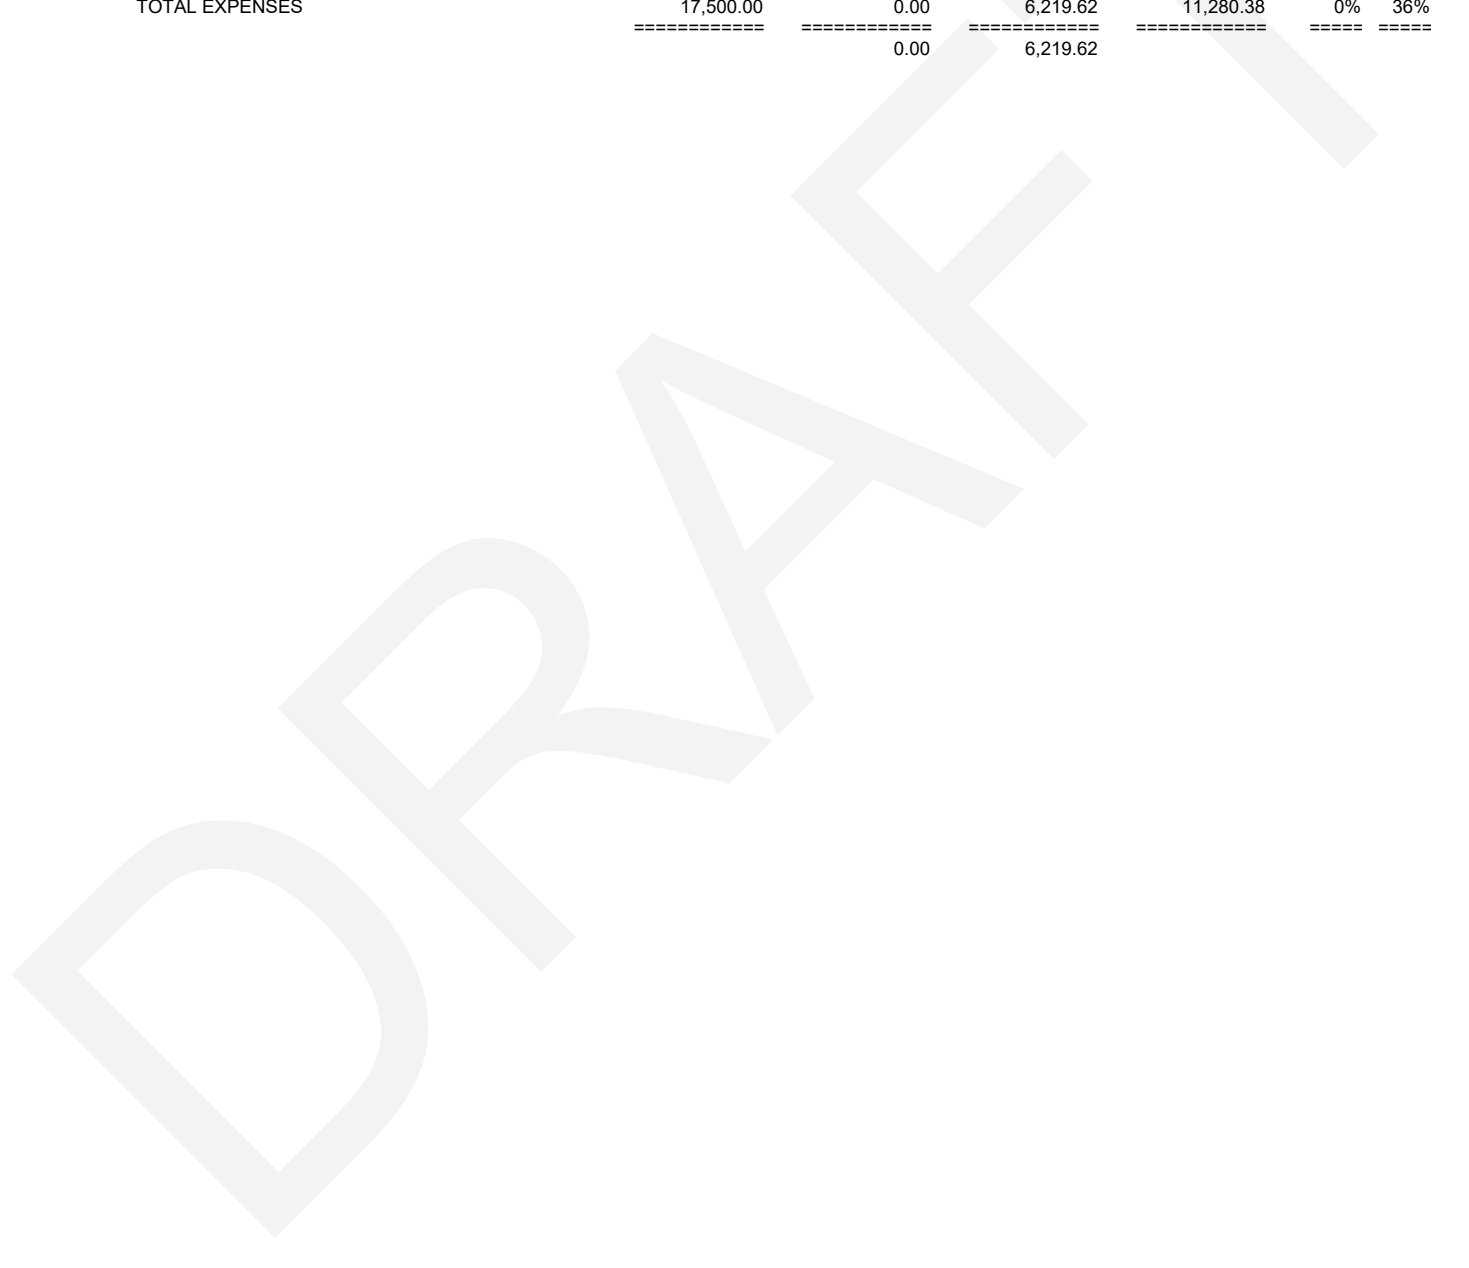 TOTAL EXPENSES 17,500.00 0.00 6,219.62 11,280.38 0% 36%
============ ============ ============ ============ ===== =====
0.00 6,219.62
DRAFT